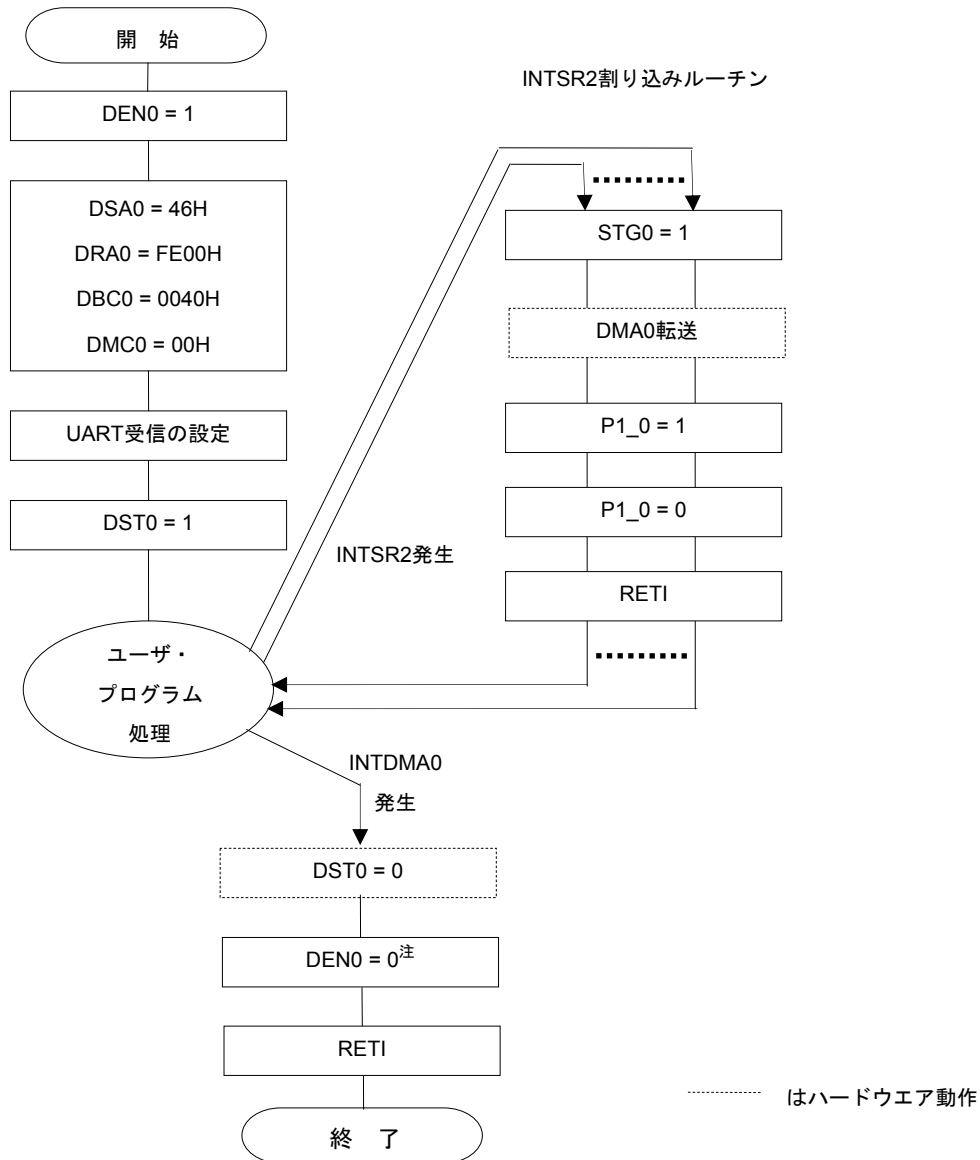 開 始
DEN0 = 1
DSA0 = 46H
DRA0 = FE00H
DBC0 = 0040H
DMC0 = 00H
UART受信の設定
DST0 = 1
ユーザ・
プログラム
処理
INTSR2割り込みルーチン
STG0 = 1
DMA0転送
P1_0 = 1
P1_0 = 0
RETI
INTSR2発生
INTDMA0
発生
DST0 = 0
DEN0 = 0注
RETI
終 了
はハードウエア動作